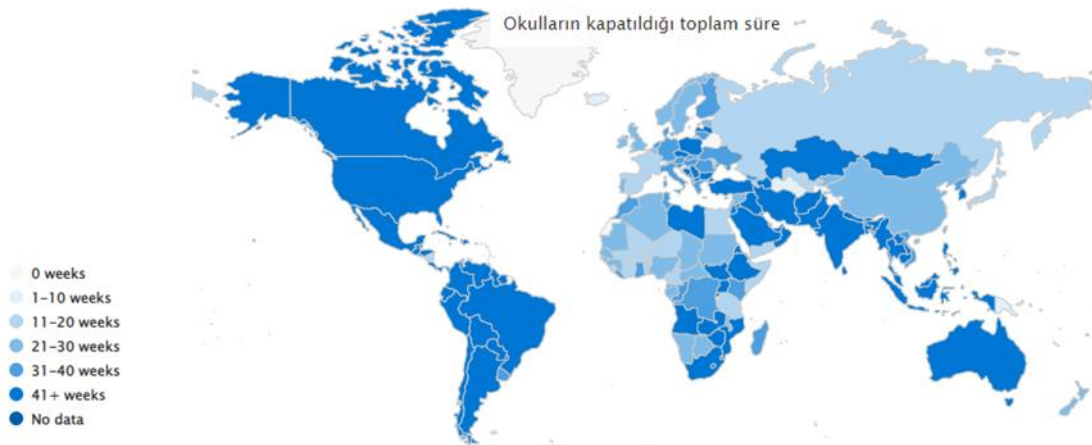 Okulların kapatıldığı toplam süre
0 weeks
1–10 weeks
11–20 weeks
21–30 weeks
31–40 weeks
41+ weeks
No data